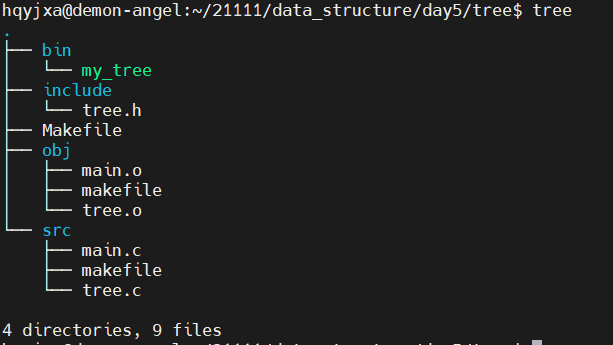 hqyjxa@demon-angel:~/21111/data_structure/day5/tree$ tree
.
├── bin
│   └── my_tree
├── include
│   └── tree.h
├── Makefile
├── obj
│   ├── main.o
│   ├── makefile
│   └── tree.o
└── src
    ├── main.c
    ├── makefile
    └── tree.c

4 directories, 9 files